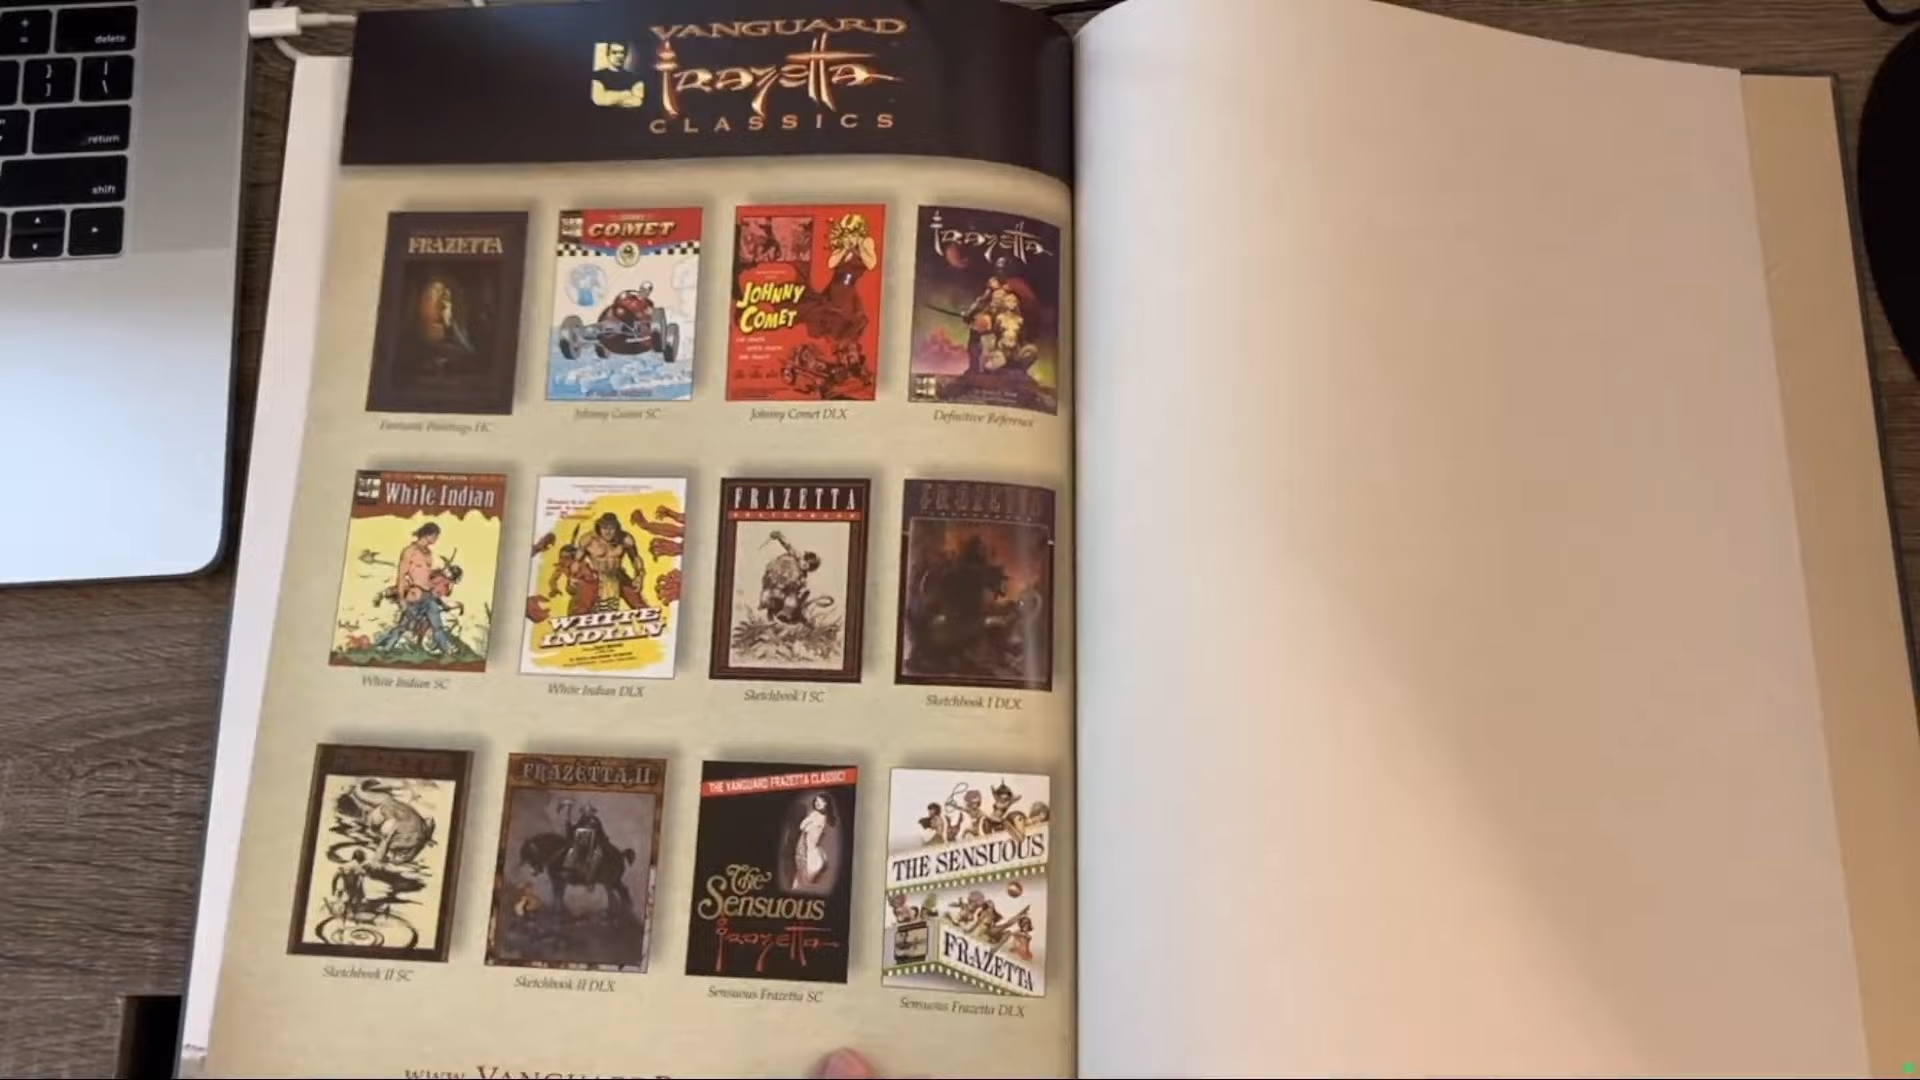 delete
return
shift
VANGUARD
Frazetta
CLASSICS
FRAZETTA
COMET
JOHNNY
COMET
Frazetta
Fantastic Paintings HC
Johnny Comet SC
Johnny Comet DLX
Definitive Reference
White Indian
WHITE
INDIAN
FRAZETTA
SKETCHBOOK
FRAZETTA
White Indian SC
White Indian DLX
Sketchbook I SC
Sketchbook I DLX
FRAZETTA II
THE VANGUARD FRAZETTA CLASSIC!
The
Sensuous
Frazetta
THE SENSUOUS
FRAZETTA
Sketchbook II SC
Sketchbook II DLX
Sensuous Frazetta SC
Sensuous Frazetta DLX